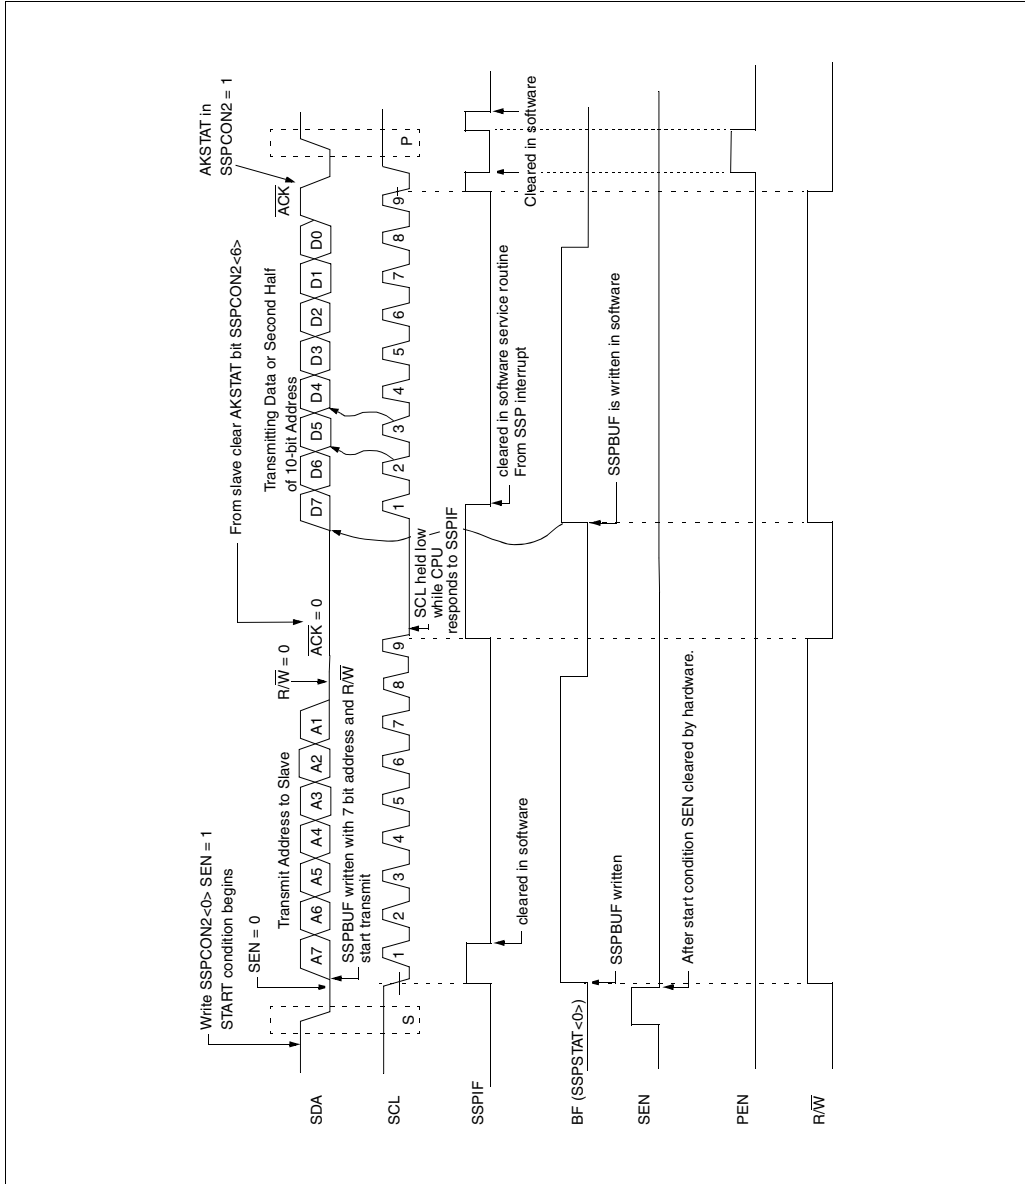 Write SSPCON2<0> SEN = 1
START condition begins
SEN = 0
Transmit Address to Slave
R/W = 0
ACK = 0
From slave clear AKSTAT bit SSPCON2<6>
Transmitting Data or Second Half
of 10-bit Address
ACK
AKSTAT in
SSPCON2 = 1
SDA
A7 A6 A5 A4 A3 A2 A1
D7 D6 D5 D4 D3 D2 D1 D0
SSPBUF written with 7 bit address and R/W
start transmit
SCL
S
1 2 3 4 5 6 7 8 9
1 2 3 4 5 6 7 8 9
P
SCL held low
while CPU
responds to SSPIF
SSPIF
cleared in software
cleared in software service routine
From SSP interrupt
Cleared in software
BF (SSPSTAT<0>)
SSPBUF written
SSPBUF is written in software
SEN
After start condition SEN cleared by hardware.
PEN
R/W